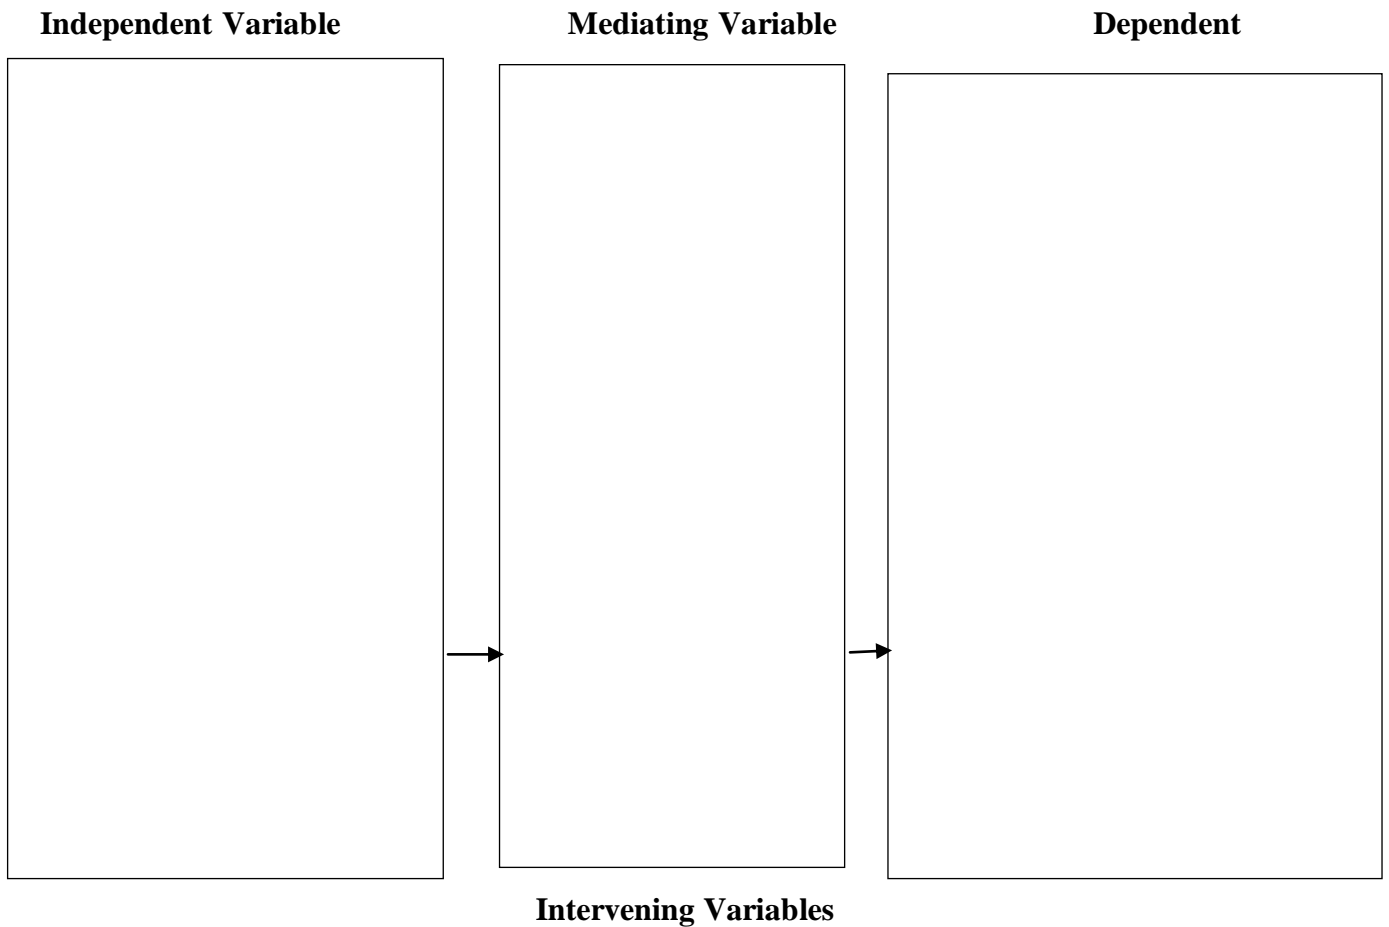 Independent Variable
Mediating Variable
Dependent
Intervening Variables